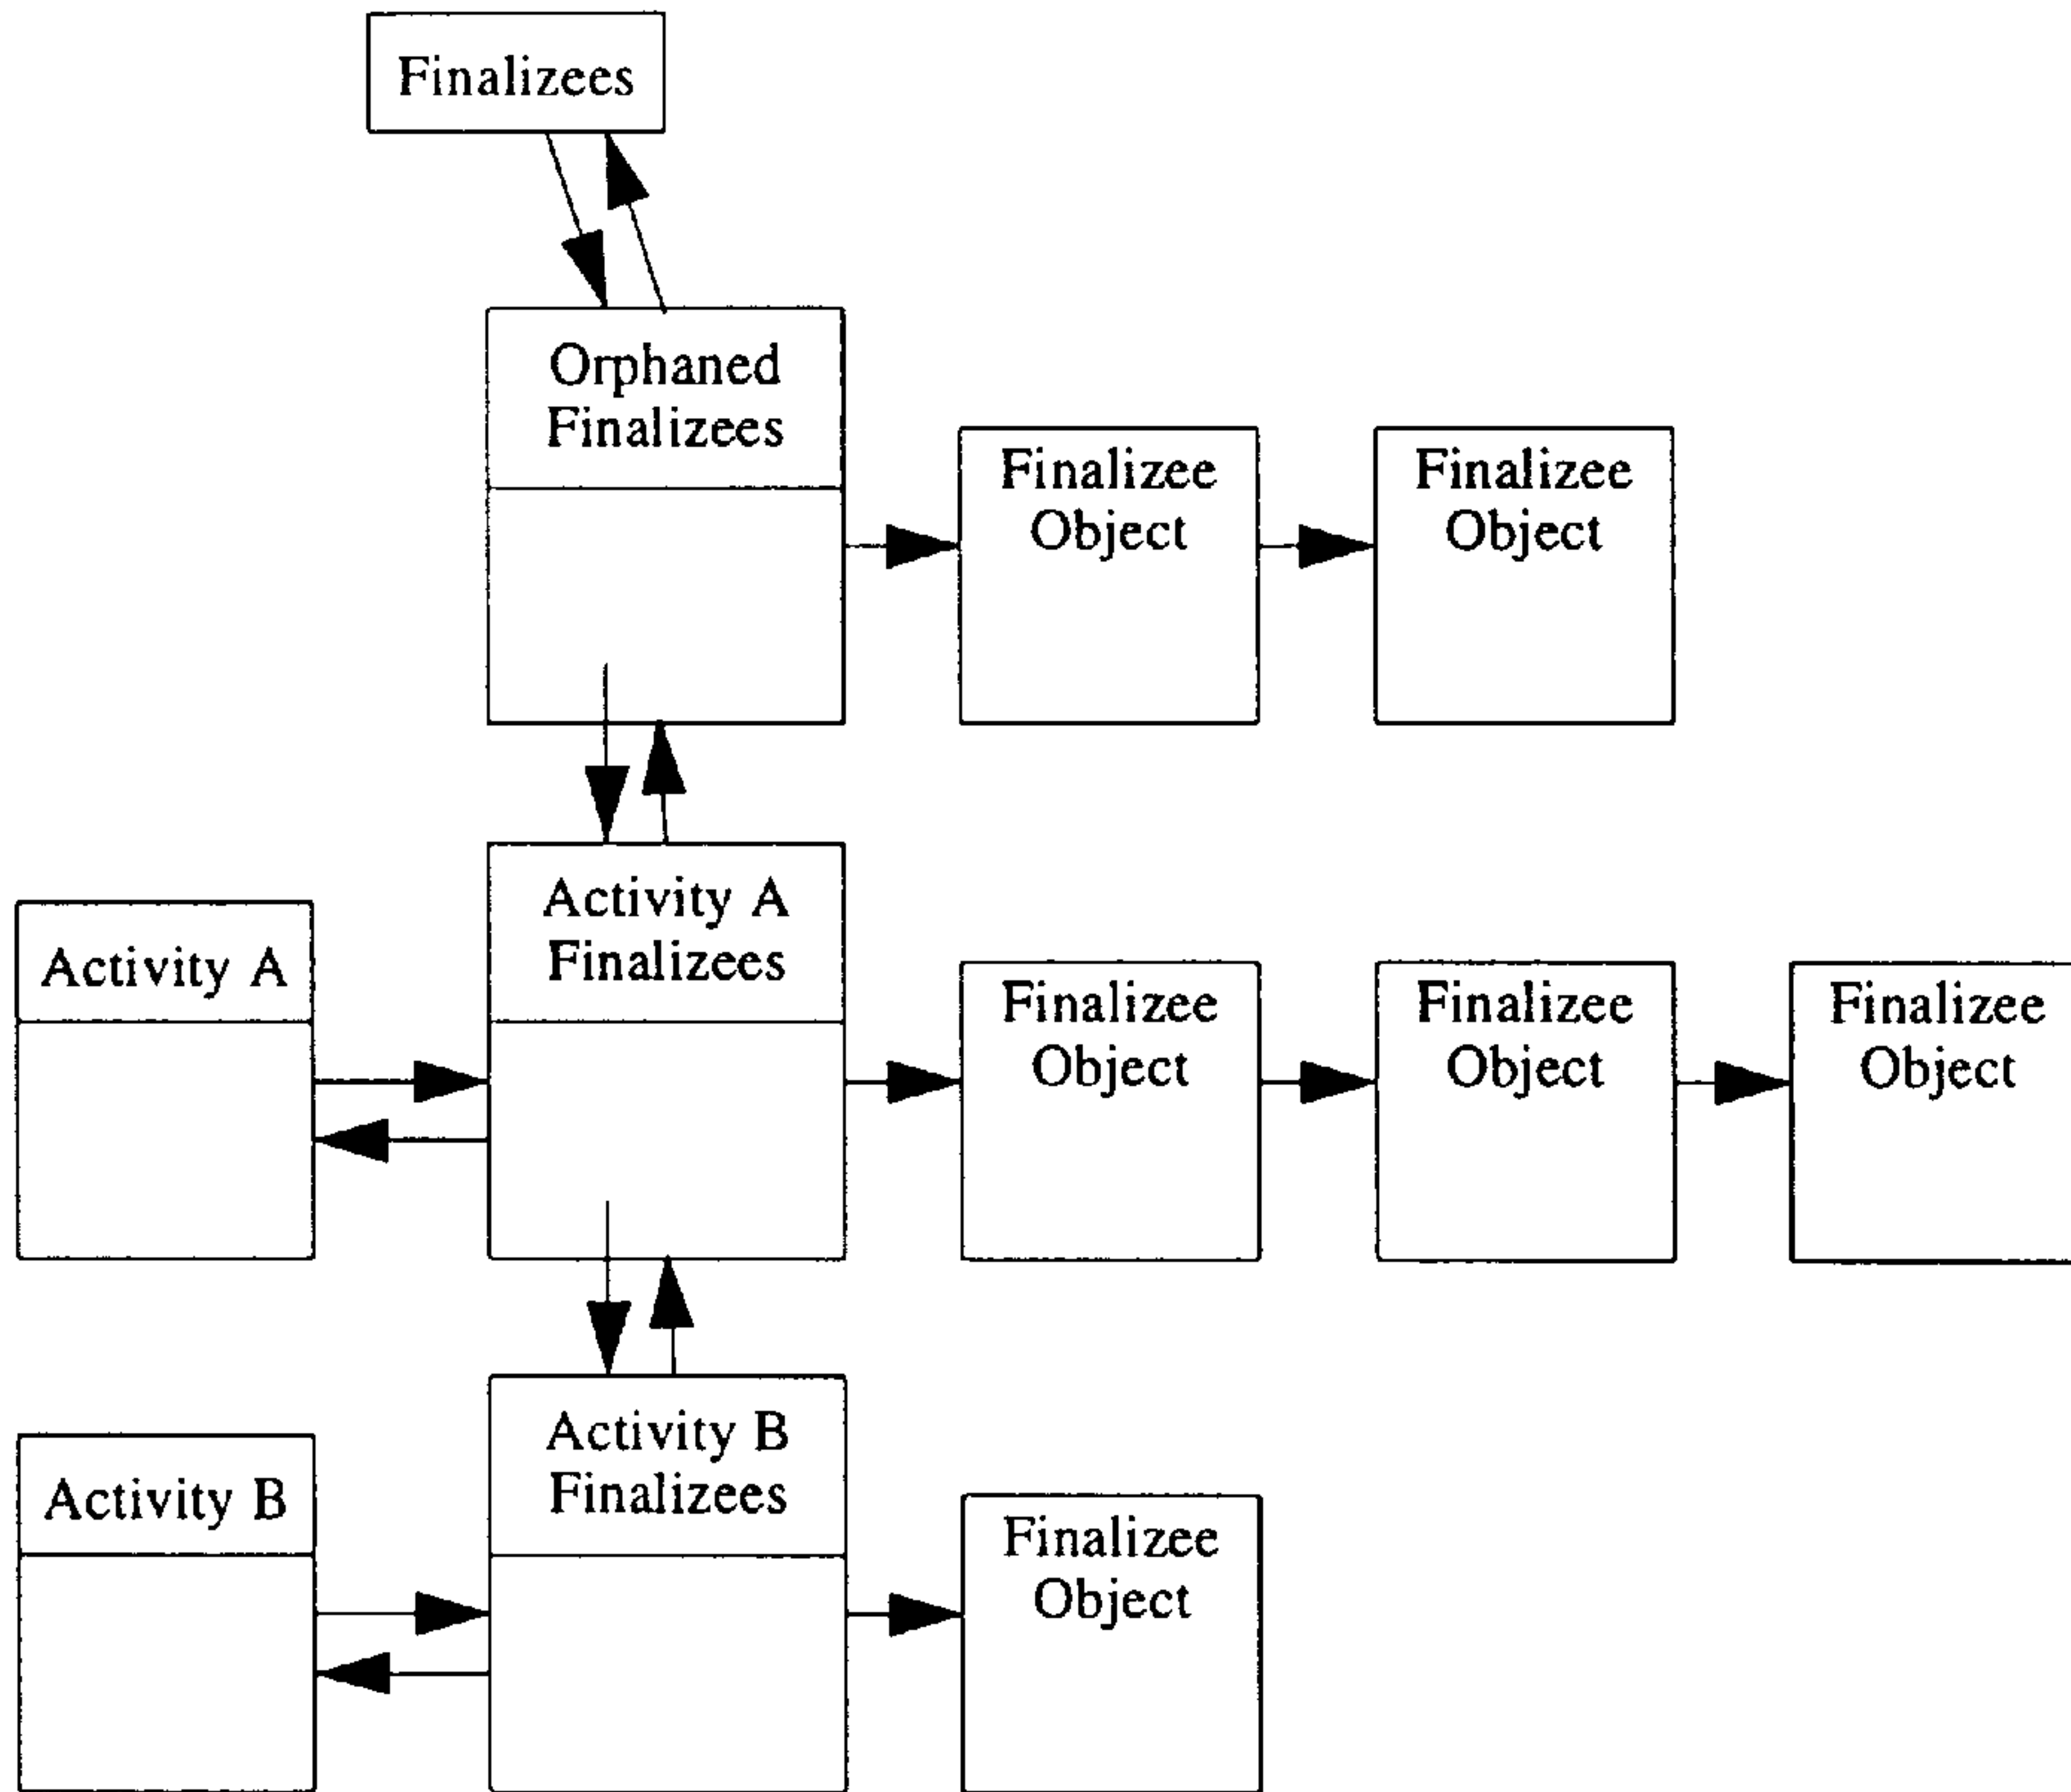 Finalizees
Orphaned
Finalizees
Finalizee
Object
Finalizee
Object
Activity A
Activity A
Finalizees
Finalizee
Object
Finalizee
Object
Finalizee
Object
Activity B
Activity B
Finalizees
Finalizee
Object